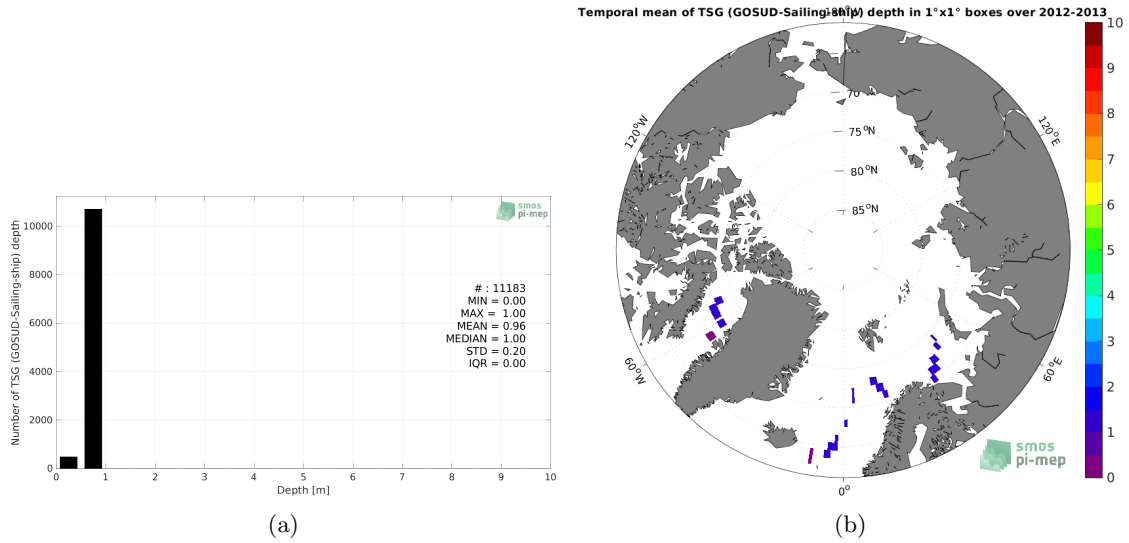 Temporal mean of TSG (GOSUD-Sailing-ship) depth in 1°x1° boxes over 2012-2013
180°W
10
9
8
7
6
5
4
3
2
1
0
70°N
75°N
80°N
85°N
120°W
120°E
60°W
60°E
0°
smos
pi-mep
(b)
Number of TSG (GOSUD-Sailing-ship) depth
10000
8000
6000
4000
2000
0
smos
pi-mep
# : 11183
MIN = 0.00
MAX = 1.00
MEAN = 0.96
MEDIAN = 1.00
STD = 0.20
IQR = 0.00
0 1 2 3 4 5 6 7 8 9 10
Depth [m]
(a)